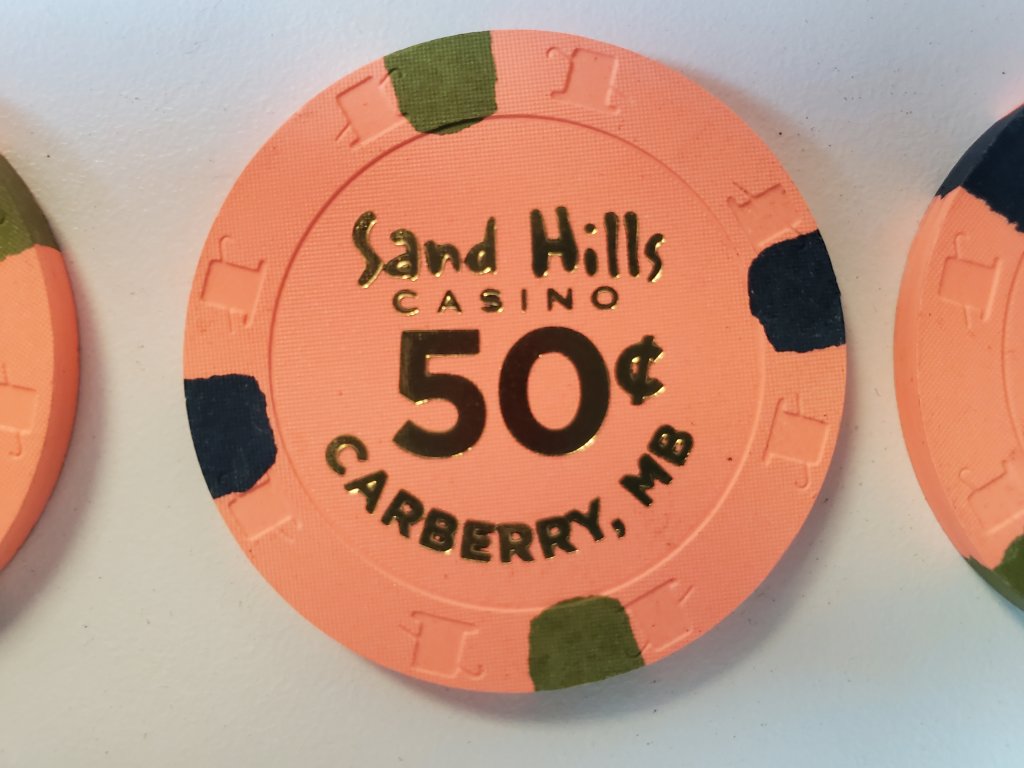 Sand Hills
CASINO
50¢
CARBERRY, MB